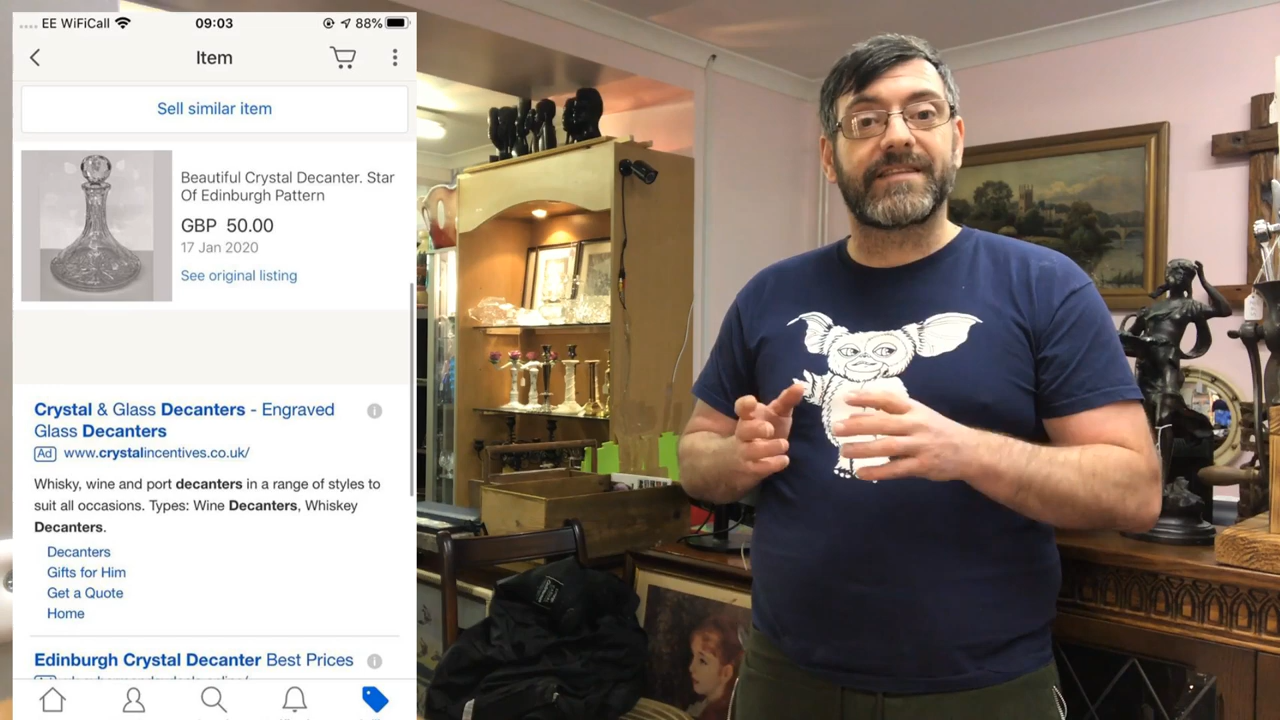 EE WiFiCall 09:03 88%
Item
Sell similar item
Beautiful Crystal Decanter. Star
Of Edinburgh Pattern
GBP 50.00
17 Jan 2020
See original listing
Crystal & Glass Decanters - Engraved
Glass Decanters
Ad www.crystalincentives.co.uk/
Whisky, wine and port decanters in a range of styles to
suit all occasions. Types: Wine Decanters, Whiskey
Decanters.
Decanters
Gifts for Him
Get a Quote
Home
Edinburgh Crystal Decanter Best Prices